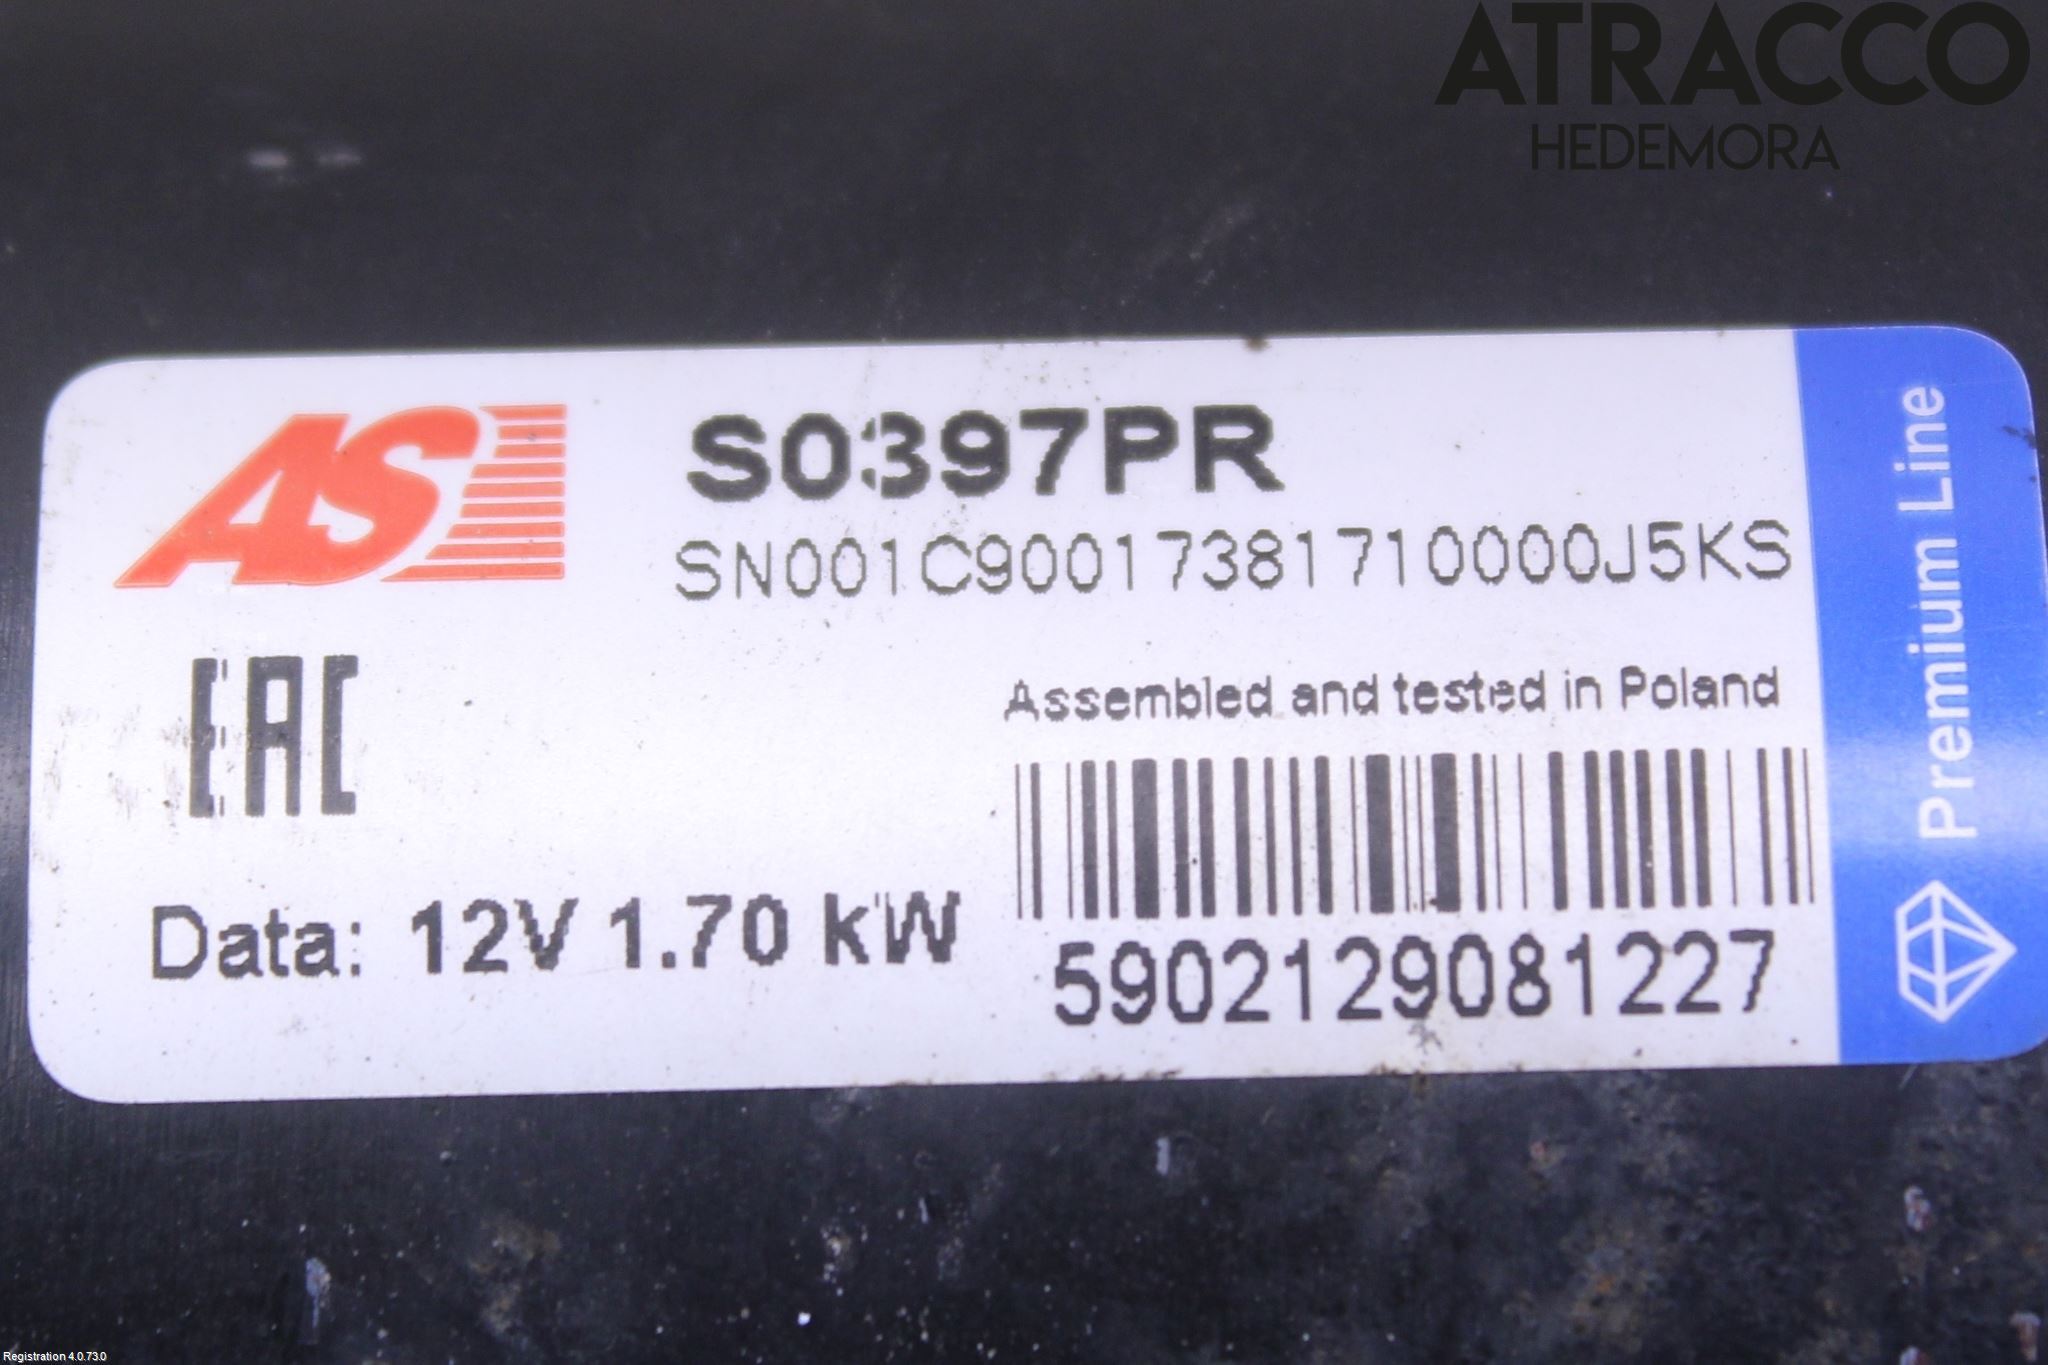 ATRACCO
HEDEMORA
AS
S0397PR
SN001C90017381710000J5KS
EAC
Assembled and tested in Poland
Data: 12V 1.70 kW
5902129081227
Premium Line
Registration 4.0.73.0